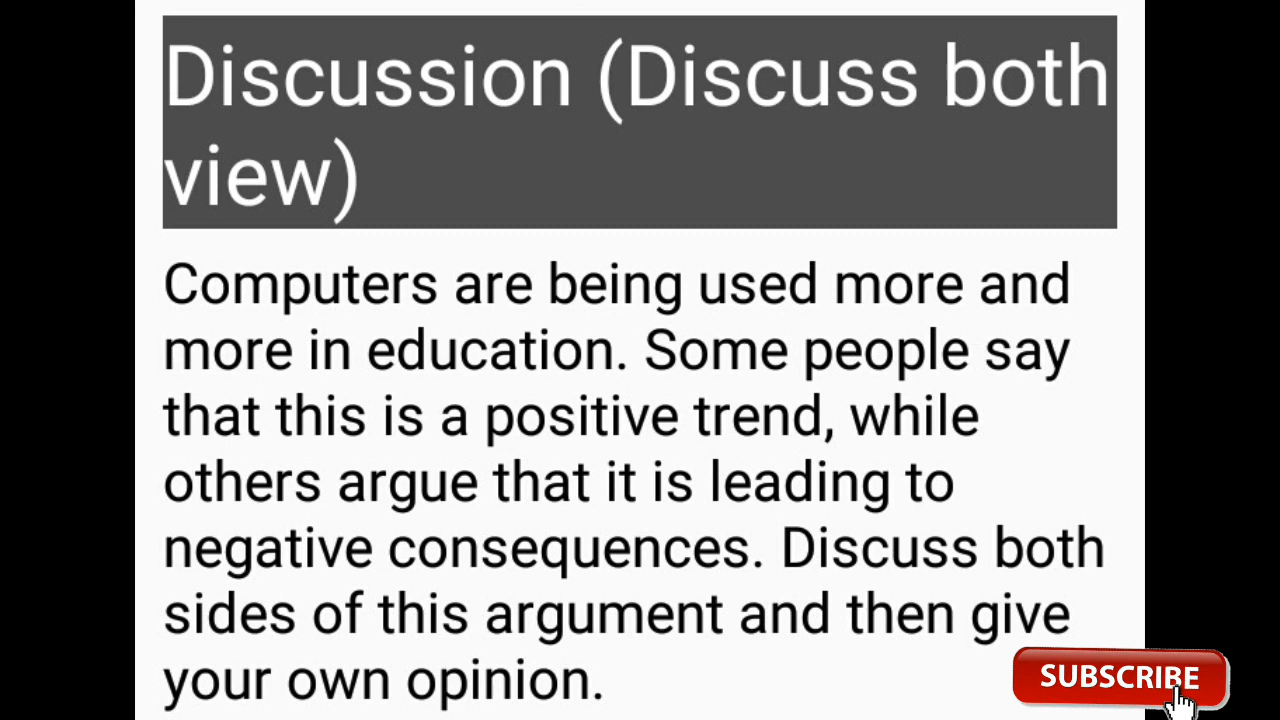 Discussion (Discuss both
view)
Computers are being used more and
more in education. Some people say
that this is a positive trend, while
others argue that it is leading to
negative consequences. Discuss both
sides of this argument and then give
your own opinion.
SUBSCRIBE